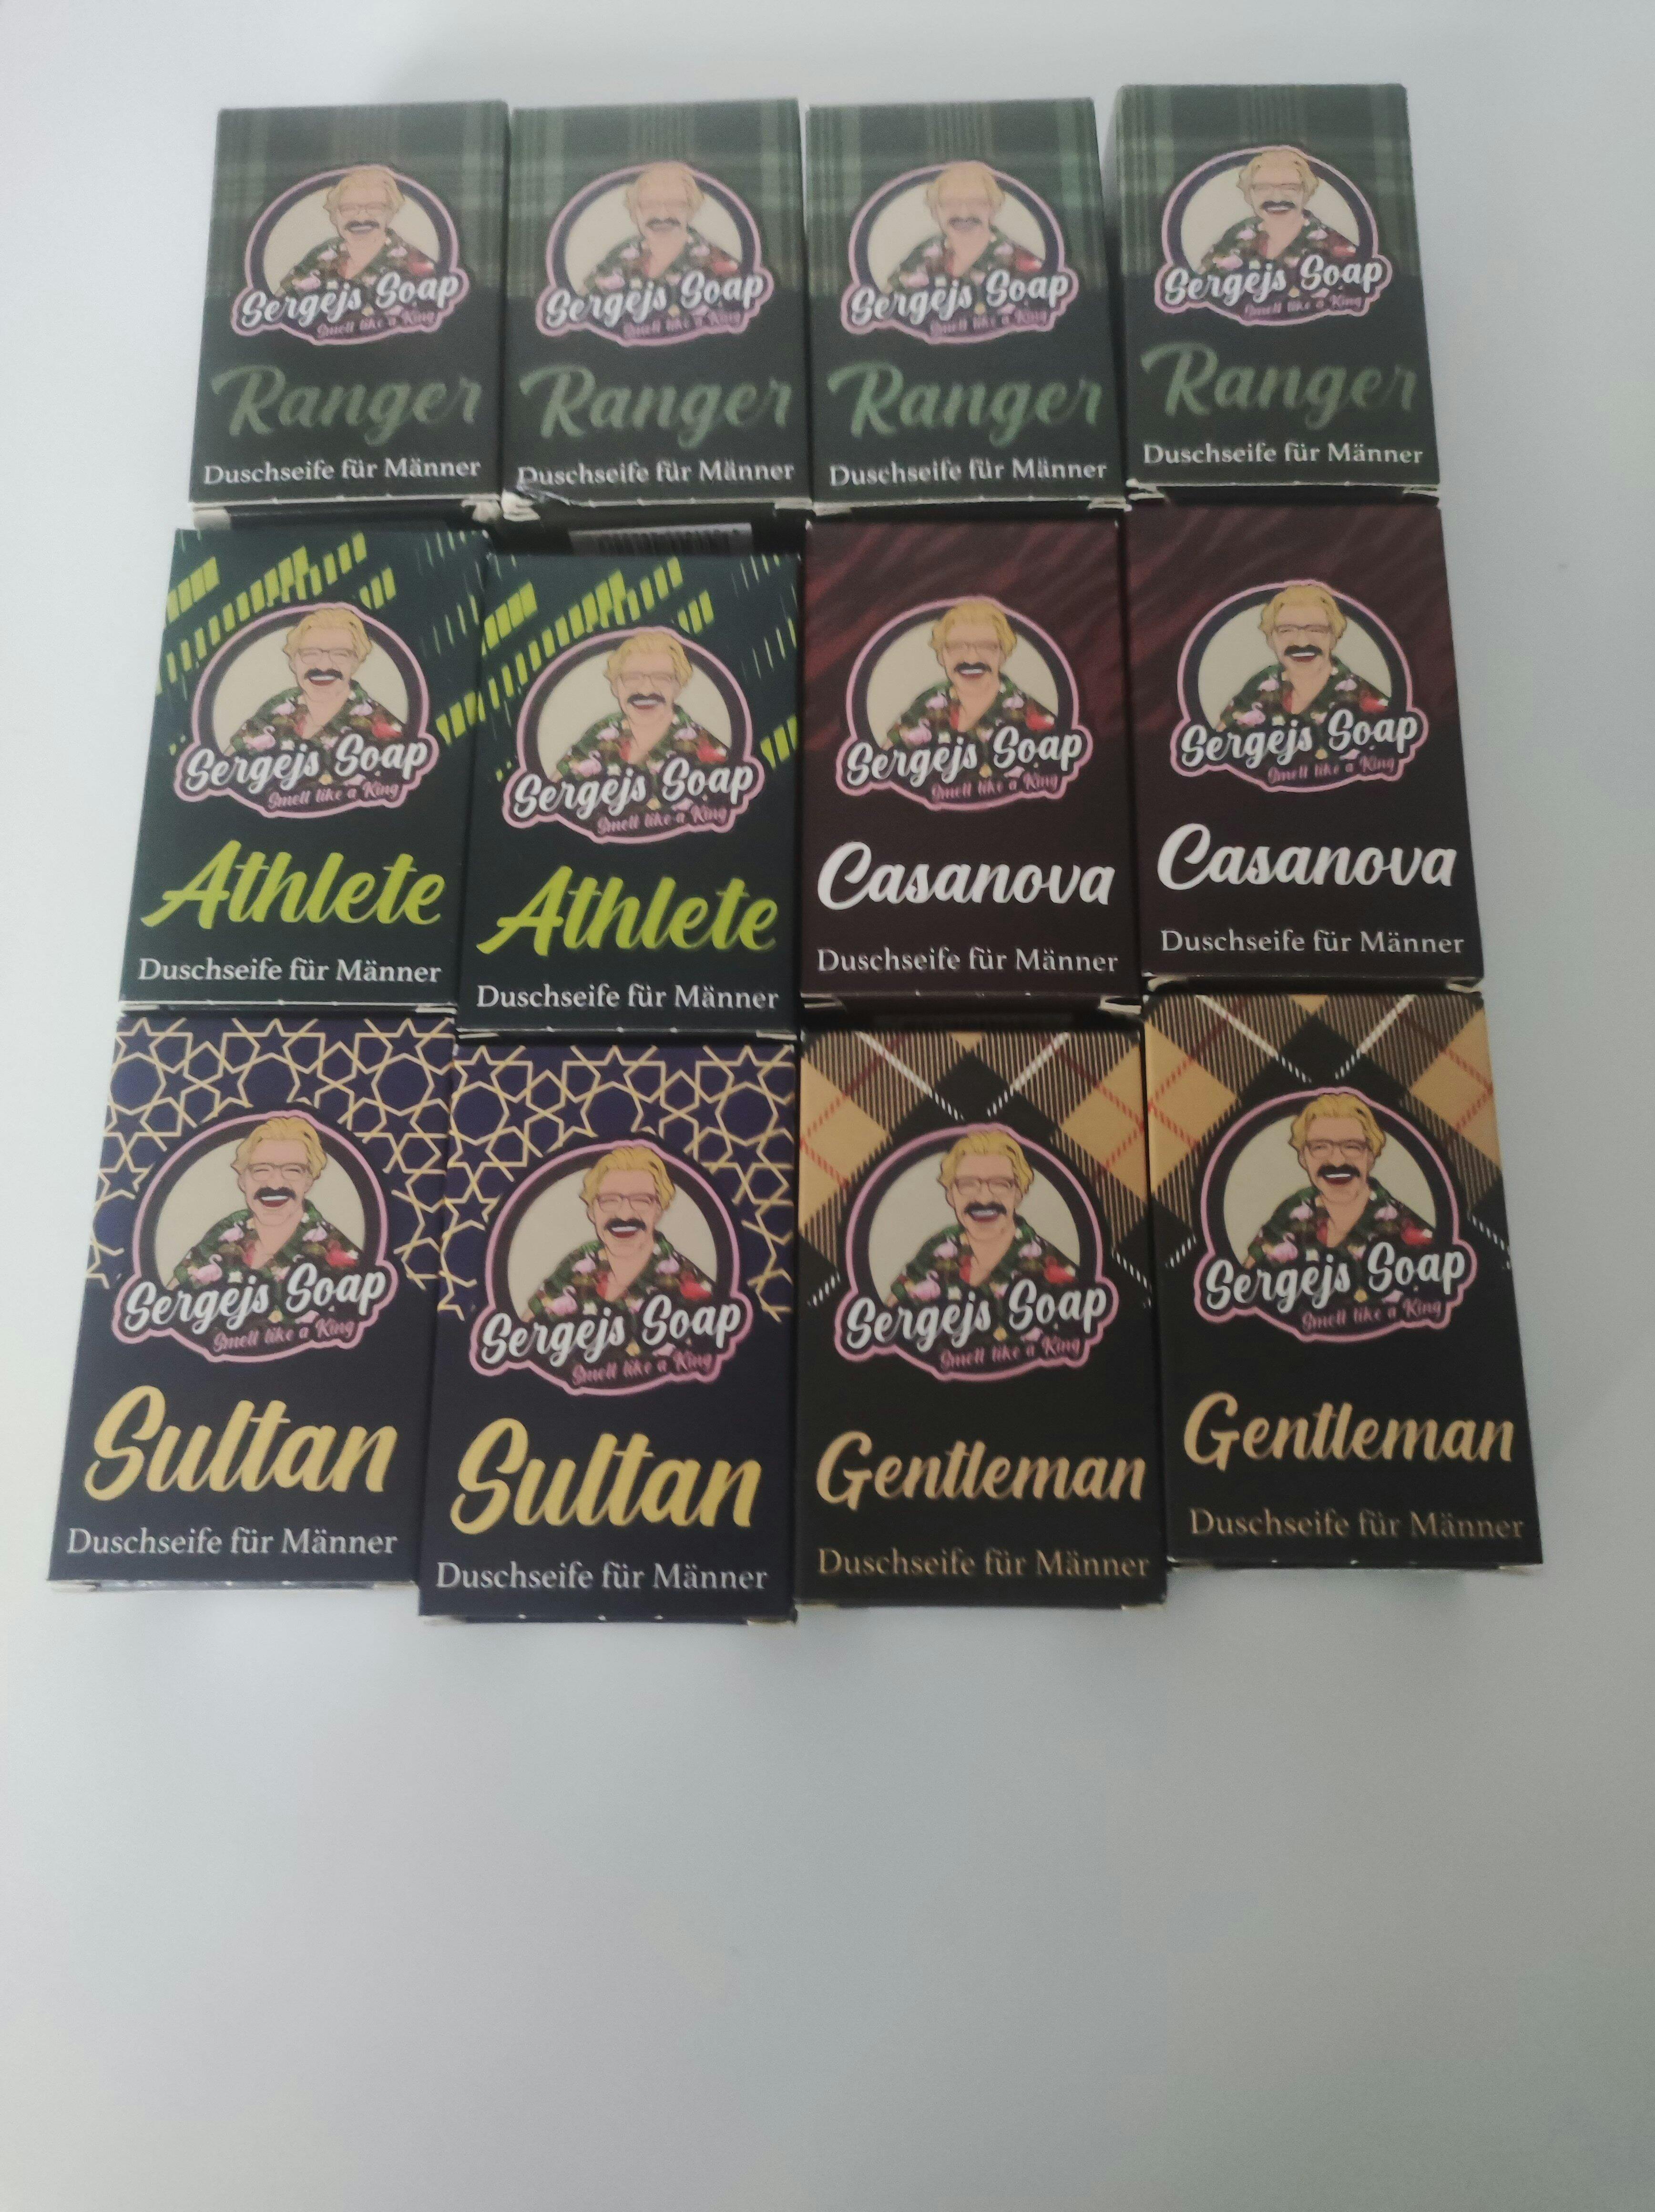 Sergejs Soap
Smell like a King
Ranger
Duschseife für Männer
Sergejs Soap
Smell like a King
Ranger
Duschseife für Männer
Sergejs Soap
Smell like a King
Ranger
Duschseife für Männer
Sergejs Soap
Smell like a King
Ranger
Duschseife für Männer
Sergejs Soap
Smell like a King
Athlete
Duschseife für Männer
Sergejs Soap
Smell like a King
Athlete
Duschseife für Männer
Sergejs Soap
Smell like a King
Casanova
Duschseife für Männer
Sergejs Soap
Smell like a King
Casanova
Duschseife für Männer
Sergejs Soap
Smell like a King
Sultan
Duschseife für Männer
Sergejs Soap
Smell like a King
Sultan
Duschseife für Männer
Sergejs Soap
Smell like a King
Gentleman
Duschseife für Männer
Sergejs Soap
Smell like a King
Gentleman
Duschseife für Männer